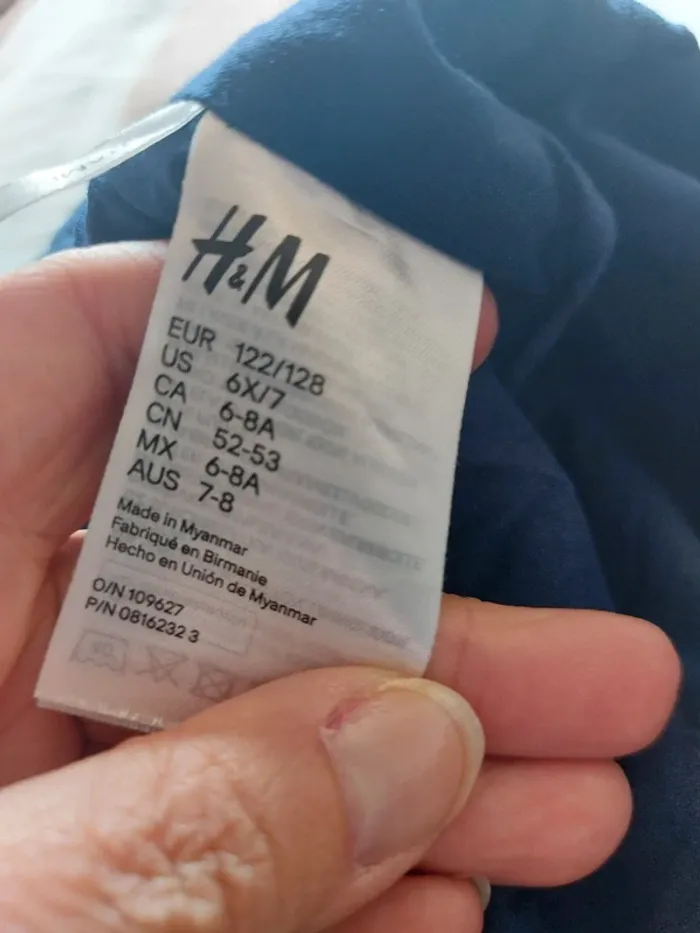 H&M
EUR 122/128
US 6X/7
CA 6-8A
CN 52-53
MX 6-8A
AUS 7-8
Made in Myanmar
Fabriqué en Birmanie
Hecho en Unión de Myanmar
O/N 109627
P/N 0816232 3